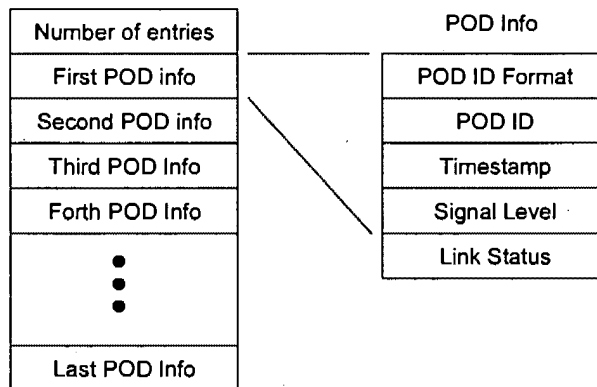 Number of entries
First POD info
Second POD info
Third POD Info
Forth POD Info
Last POD Info
POD Info
POD ID Format
POD ID
Timestamp
Signal Level
Link Status